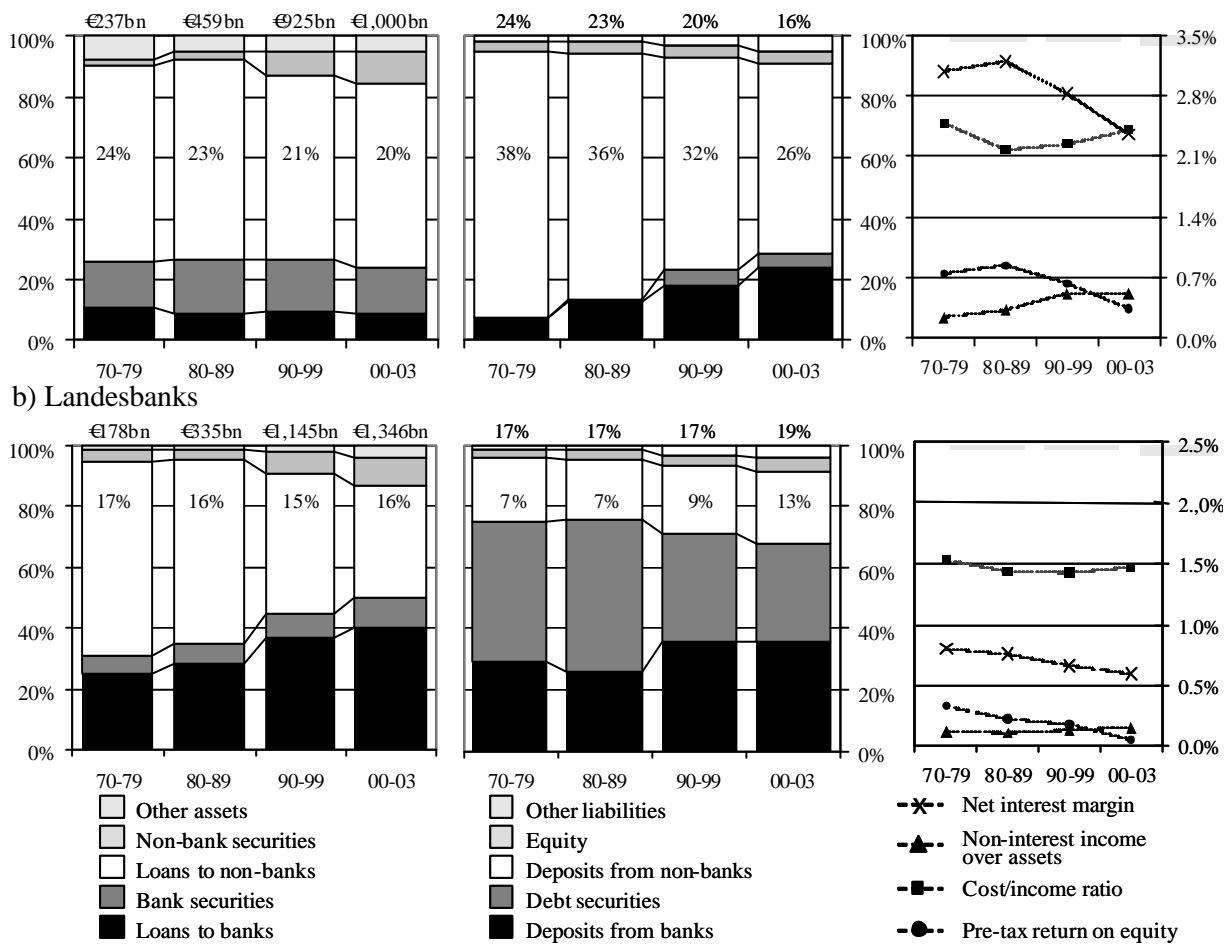 €237bn €459bn €925bn €1,000bn 24% 23% 20% 16%
100% 100% 3.5%
80% 80% 2.8%
24% 23% 21% 20% 38% 36% 32% 26%
60% 60% 2.1%
40% 40% 1.4%
20% 20% 0.7%
0% 0% 0.0%
70-79 80-89 90-99 00-03 70-79 80-89 90-99 00-03 70-79 80-89 90-99 00-03
b) Landesbanks
€178bn €335bn €1,145bn €1,346bn 17% 17% 17% 19%
100% 100% 2.5%
17% 16% 15% 16% 7% 7% 9% 13%
80% 80% 2.0%
60% 60% 1.5%
40% 40% 1.0%
20% 20% 0.5%
0% 0% 0.0%
70-79 80-89 90-99 00-03 70-79 80-89 90-99 00-03 70-79 80-89 90-99 00-03
Other assets
Non-bank securities
Loans to non-banks
Bank securities
Loans to banks
Other liabilities
Equity
Deposits from non-banks
Debt securities
Deposits from banks
Net interest margin
Non-interest income
over assets
Cost/income ratio
Pre-tax return on equity